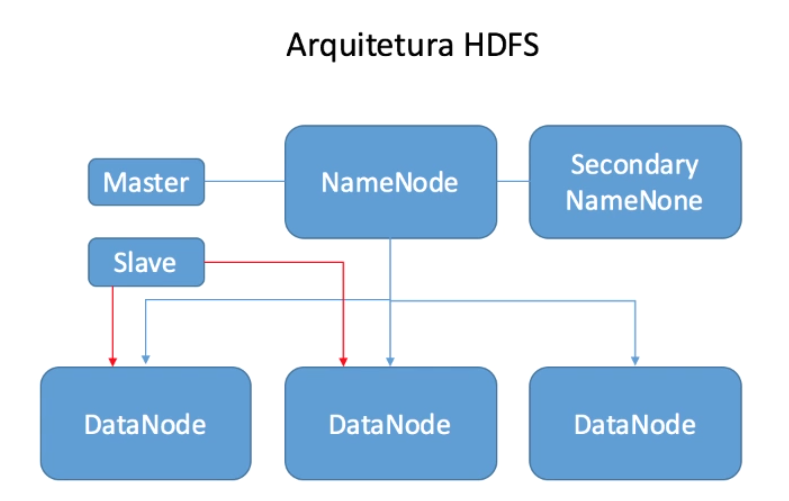 Arquitetura HDFS
Master
NameNode
Secondary
NameNone
Slave
DataNode
DataNode
DataNode